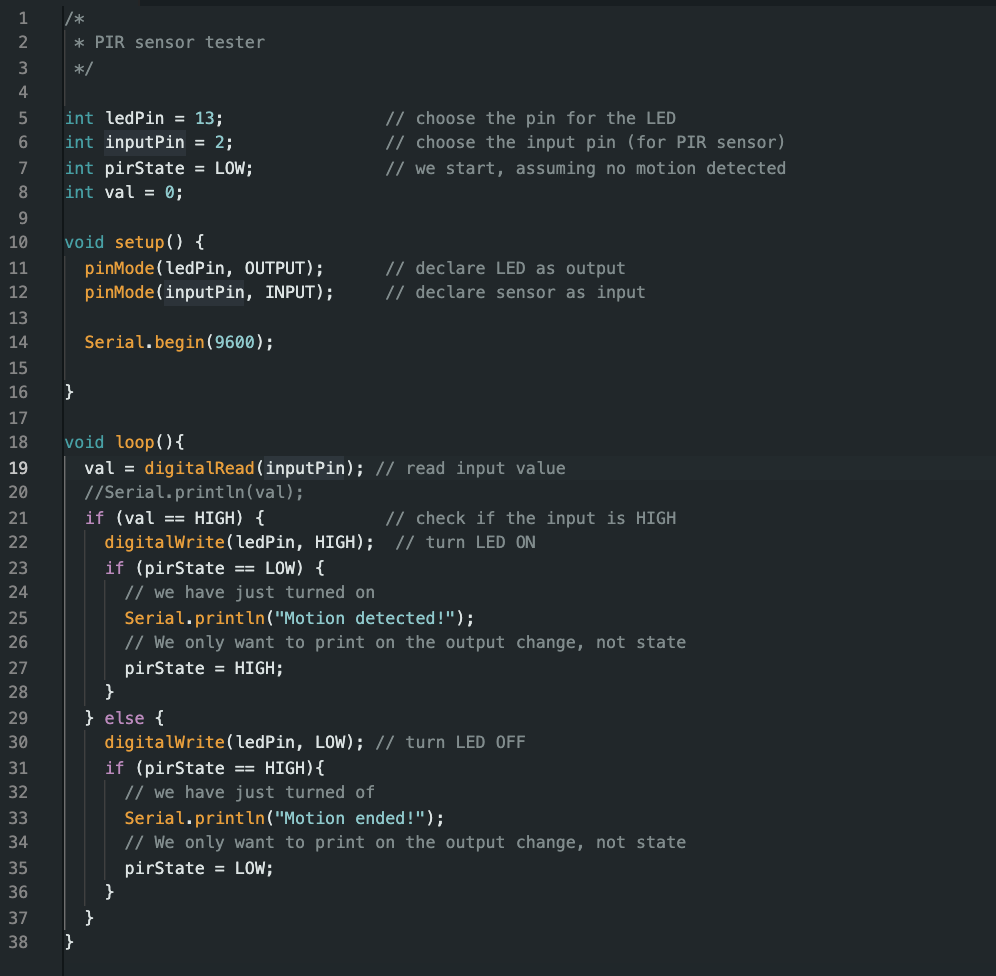 1 /*
2  * PIR sensor tester
3  */
4
5 int ledPin = 13;                // choose the pin for the LED
6 int inputPin = 2;               // choose the input pin (for PIR sensor)
7 int pirState = LOW;             // we start, assuming no motion detected
8 int val = 0;
9
10 void setup() {
11   pinMode(ledPin, OUTPUT);      // declare LED as output
12   pinMode(inputPin, INPUT);     // declare sensor as input
13
14   Serial.begin(9600);
15
16 }
17
18 void loop(){
19   val = digitalRead(inputPin); // read input value
20   //Serial.println(val);
21   if (val == HIGH) {            // check if the input is HIGH
22     digitalWrite(ledPin, HIGH);  // turn LED ON
23     if (pirState == LOW) {
24       // we have just turned on
25       Serial.println("Motion detected!");
26       // We only want to print on the output change, not state
27       pirState = HIGH;
28     }
29   } else {
30     digitalWrite(ledPin, LOW); // turn LED OFF
31     if (pirState == HIGH){
32       // we have just turned of
33       Serial.println("Motion ended!");
34       // We only want to print on the output change, not state
35       pirState = LOW;
36     }
37   }
38 }